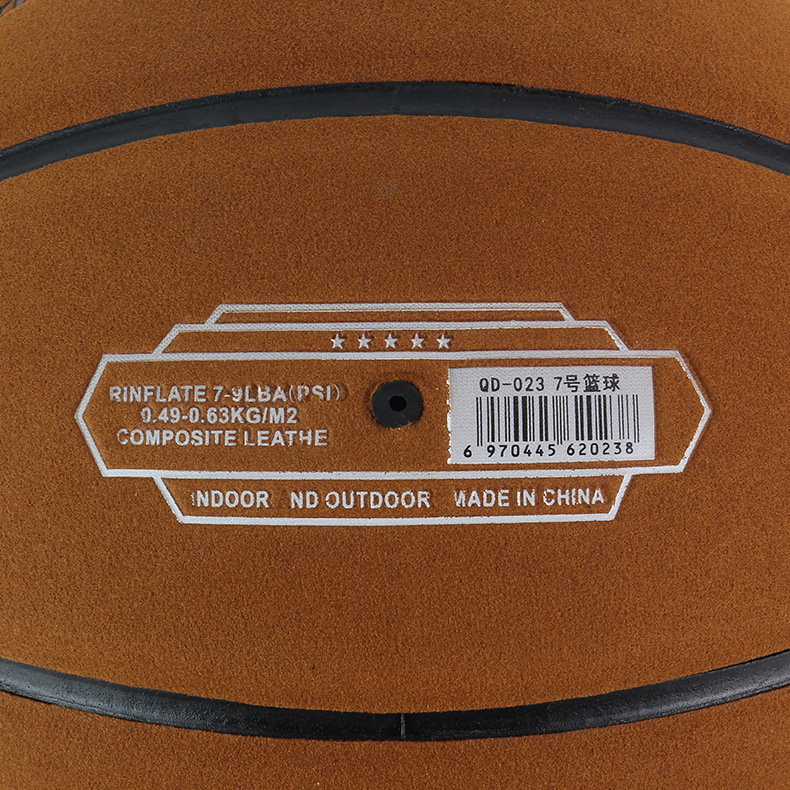 RINFLATE 7-9LBA(PSI)
0.49-0.63KG/M2
COMPOSITE LEATHE
QD-023 7号篮球
6 970445 620238
INDOOR ND OUTDOOR MADE IN CHINA